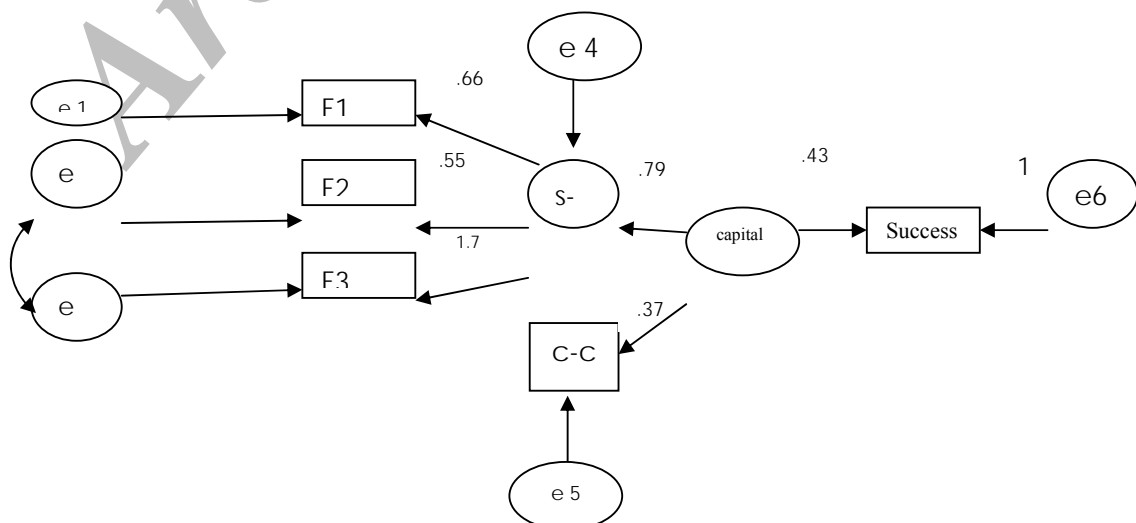 e 4
.66
e 1
F1
.55
.79
.43
1
e
F2
S-
e6
capital
Success
1.7
F3
e
.37
C-C
e 5